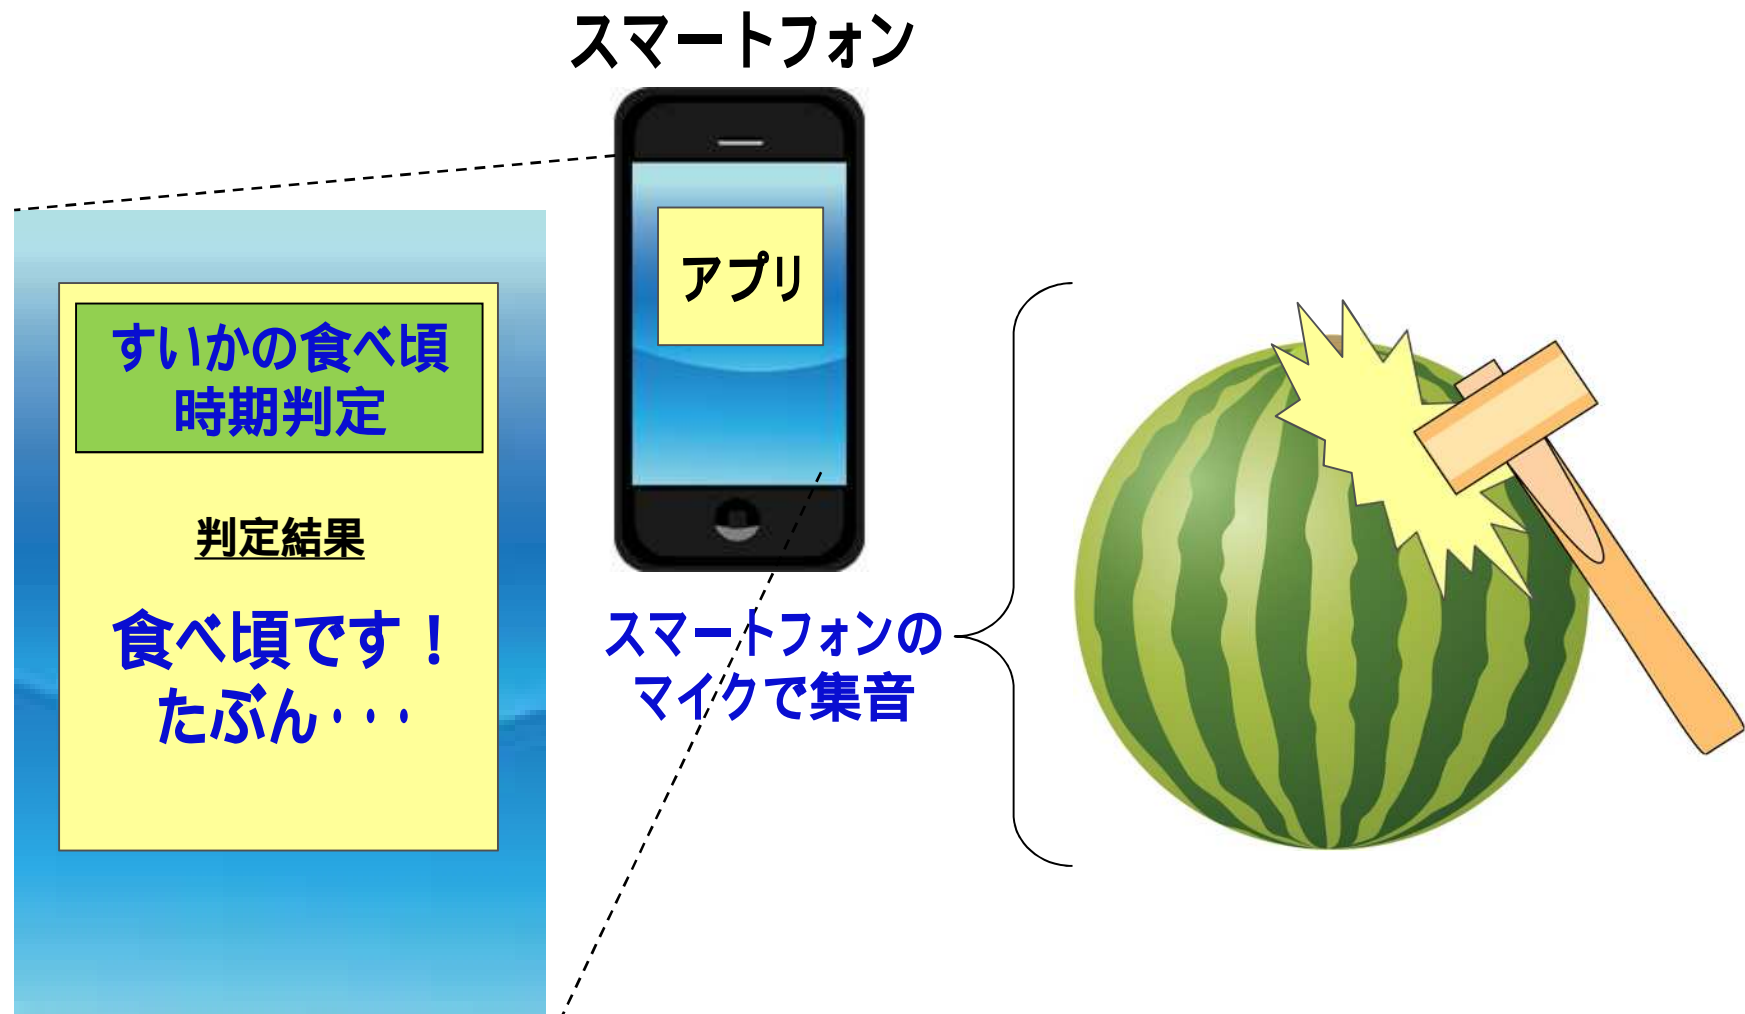 スマートフォン
アプリ
すいかの食べ頃
時期判定
判定結果
食べ頃です！
たぶん・・・
スマートフォンの
マイクで集音